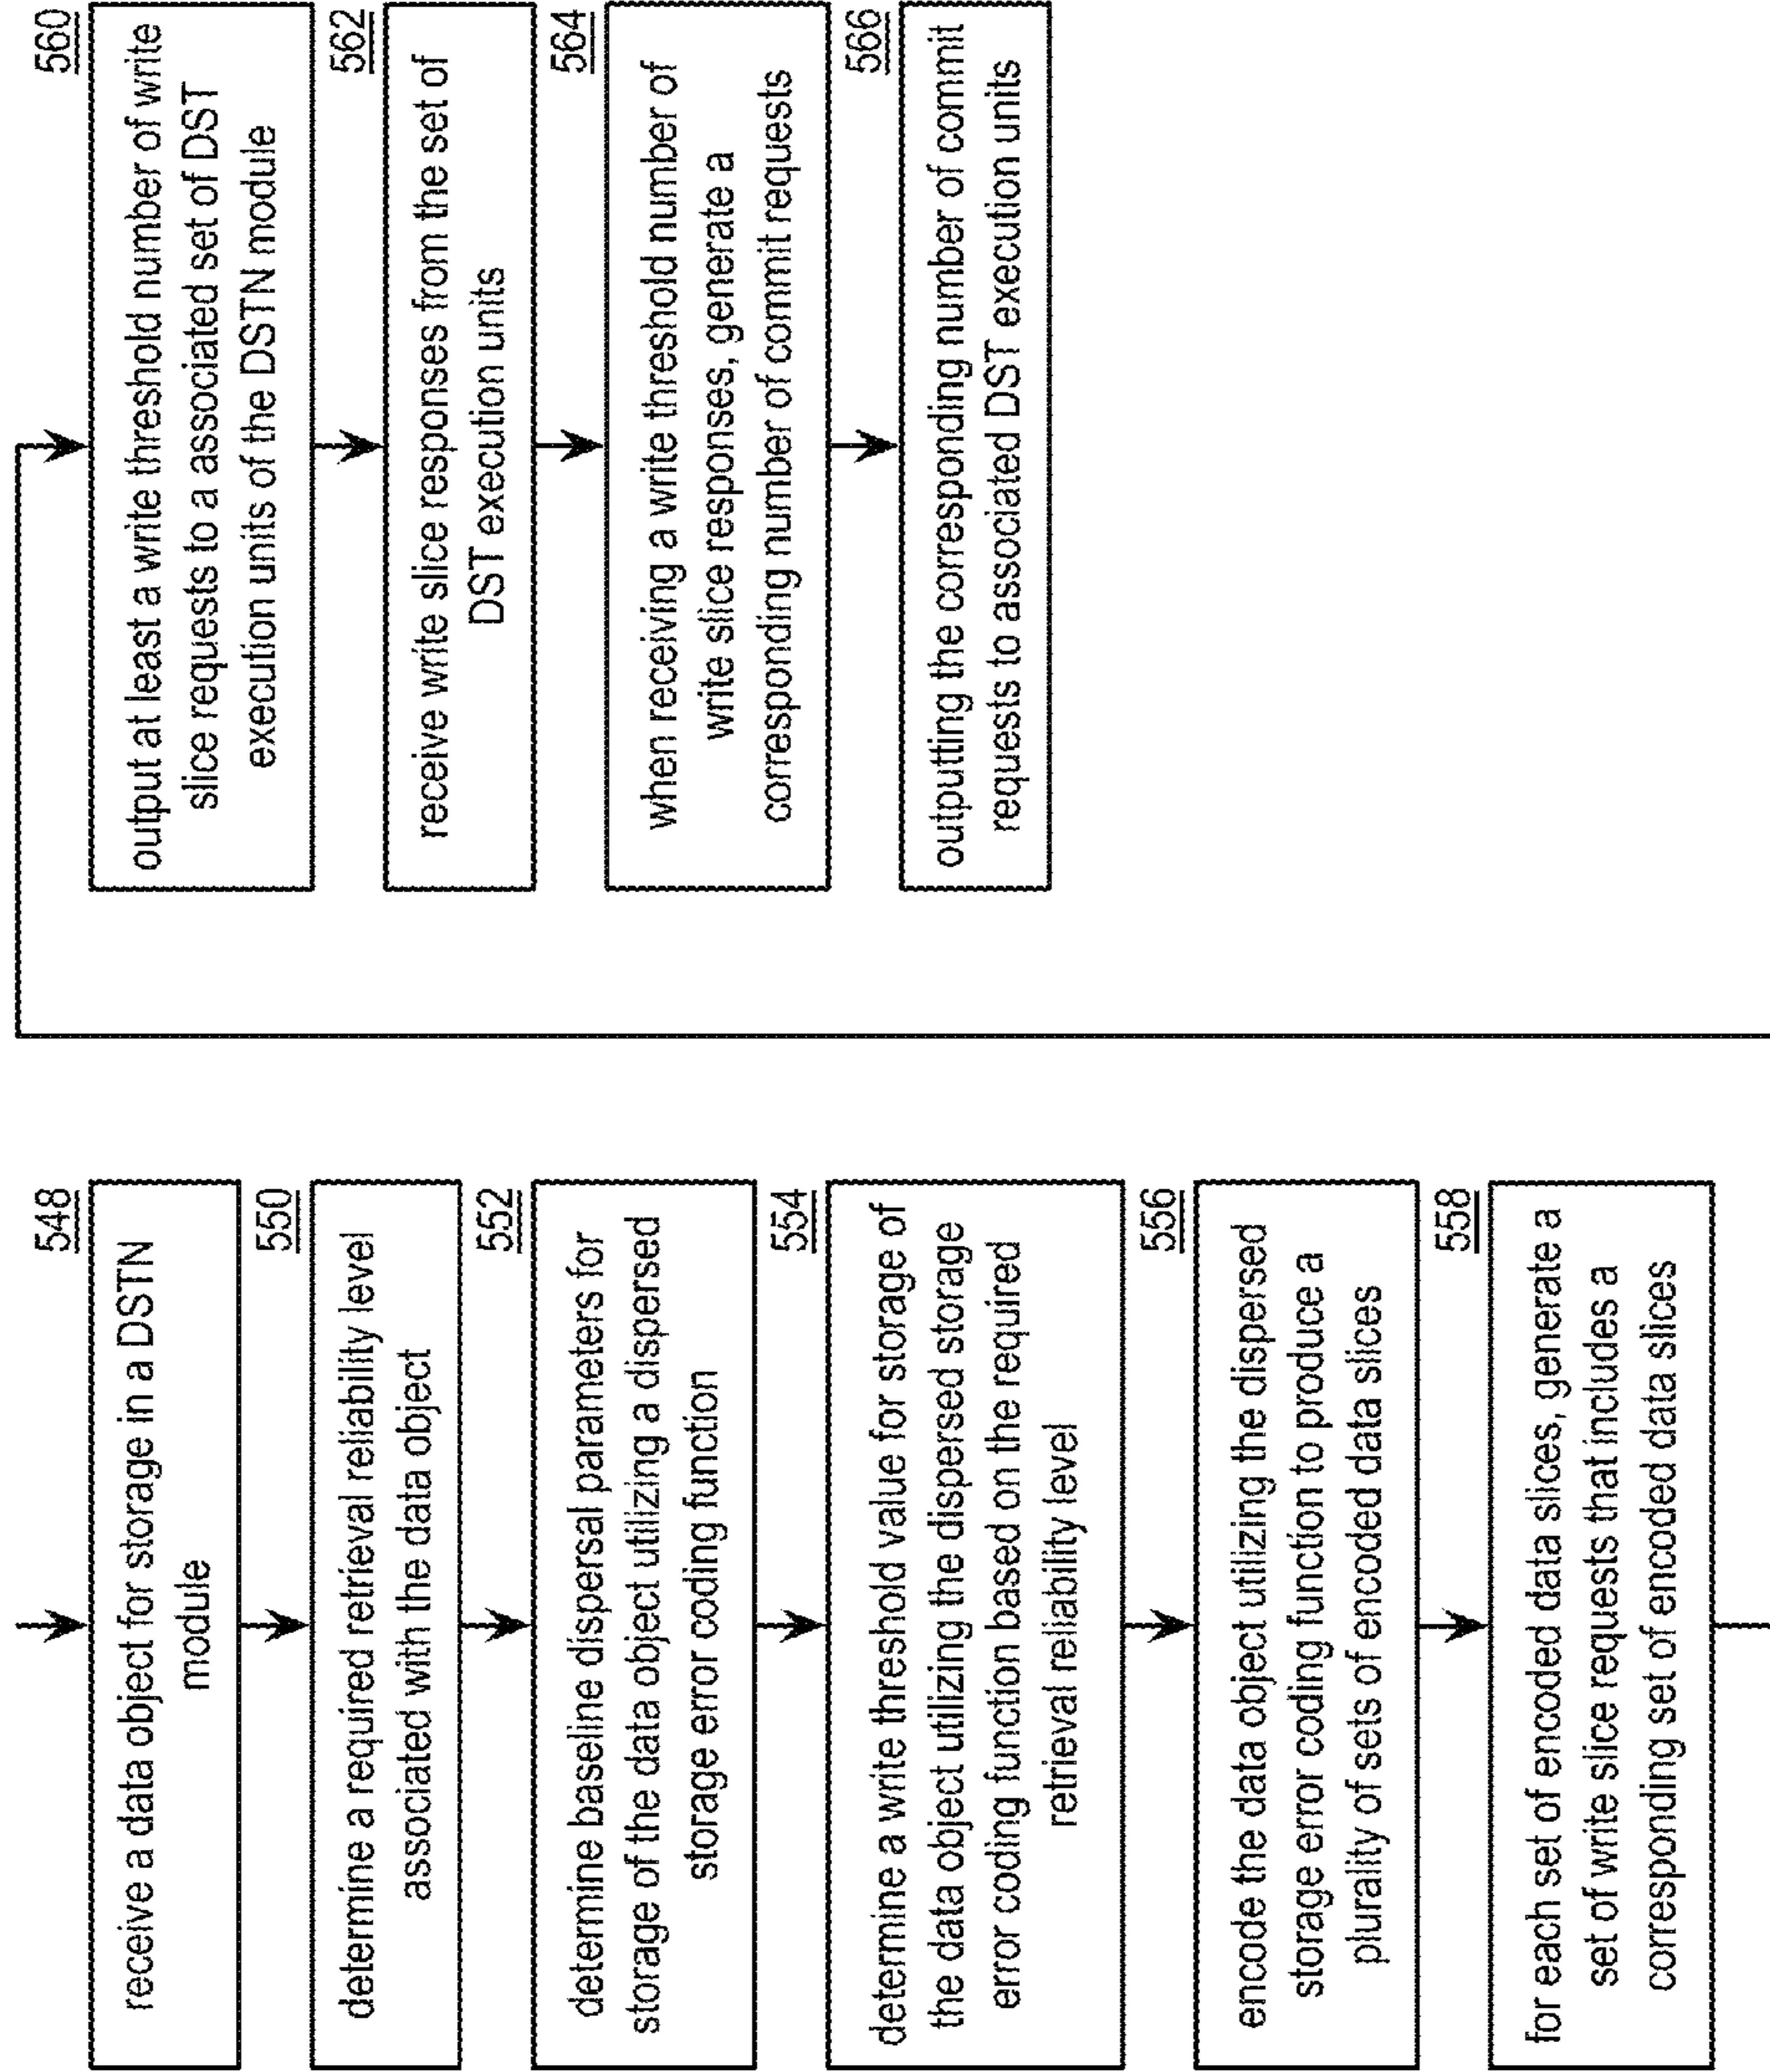 548
receive a data object for storage in a DSTN
module
550
determine a required retrieval reliability level
associated with the data object
552
determine baseline dispersal parameters for
storage of the data object utilizing a dispersed
storage error coding function
554
determine a write threshold value for storage of
the data object utilizing the dispersed storage
error coding function based on the required
retrieval reliability level
556
encode the data object utilizing the dispersed
storage error coding function to produce a
plurality of sets of encoded data slices
558
for each set of encoded data slices, generate a
set of write slice requests that includes a
corresponding set of encoded data slices
560
output at least a write threshold number of write
slice requests to a associated set of DST
execution units of the DSTN module
562
receive write slice responses from the set of
DST execution units
564
when receiving a write threshold number of
write slice responses, generate a
corresponding number of commit requests
566
outputting the corresponding number of commit
requests to associated DST execution units